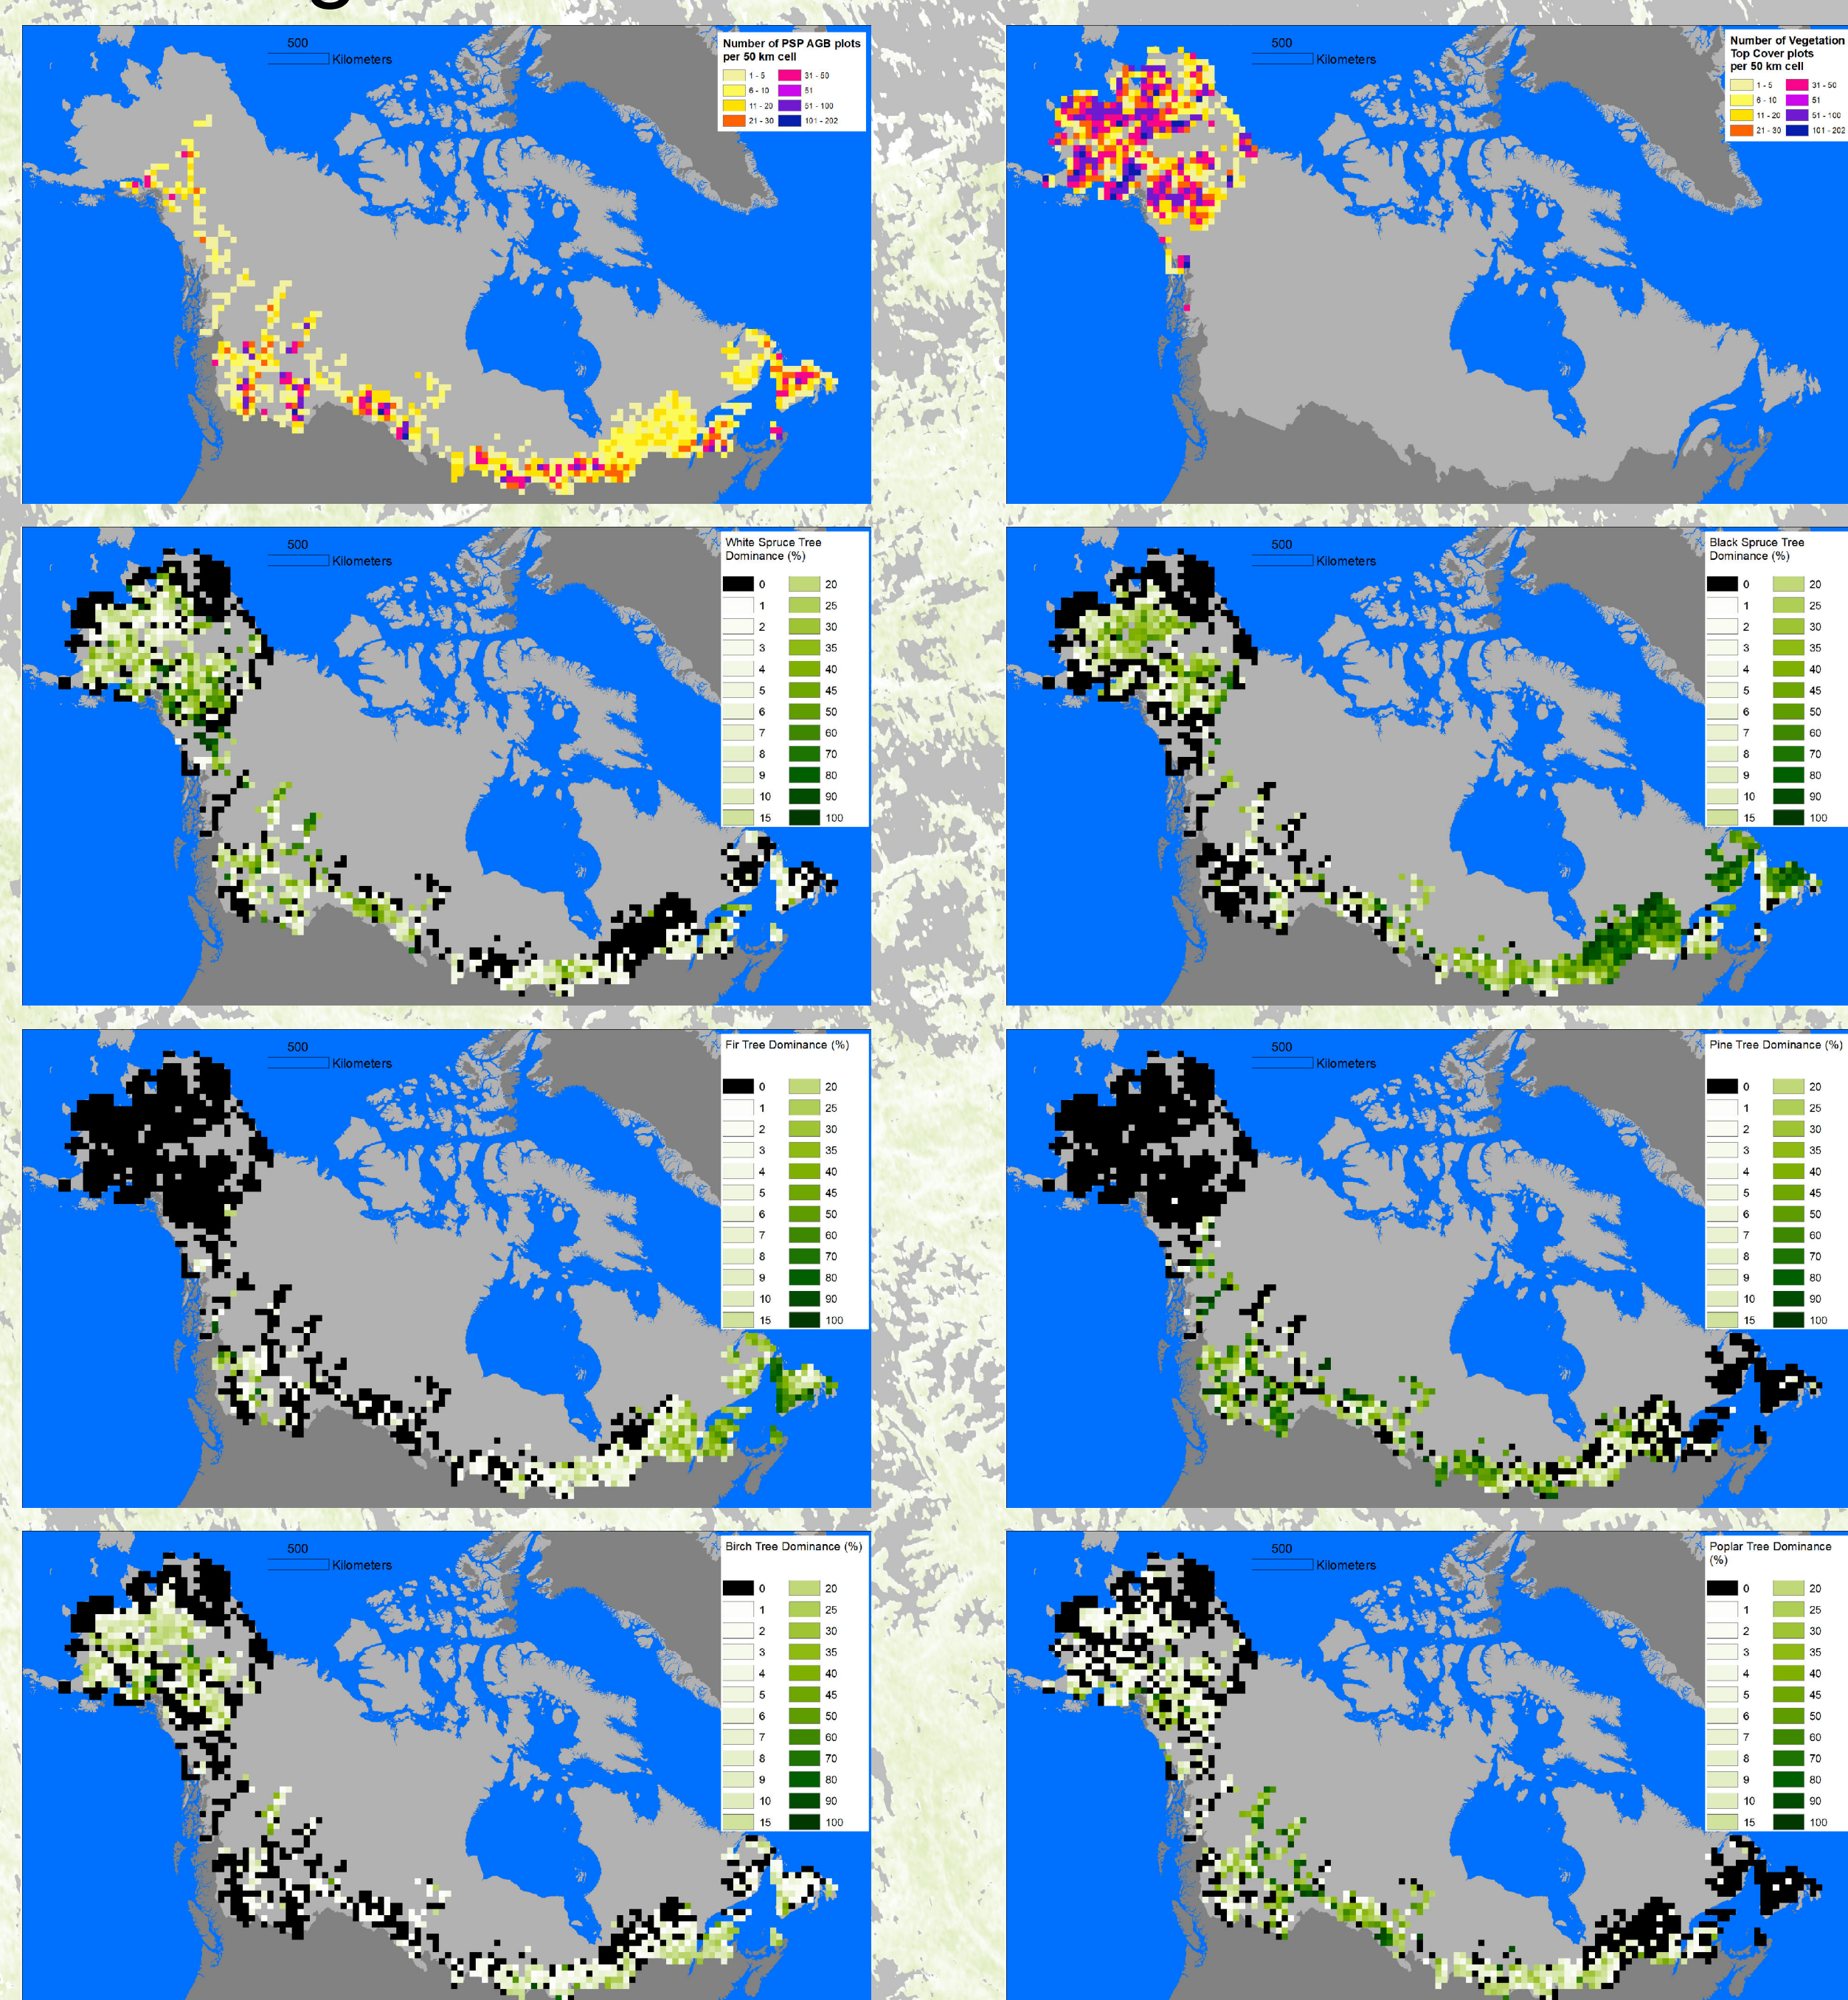 g
500
Kilometers
Number of PSP AGB plots
per 50 km cell
1 - 5 31 - 50
6 - 10 51
11 - 20 51 - 100
21 - 30 101 - 202
500
Kilometers
Number of Vegetation
Top Cover plots
per 50 km cell
1 - 5 31 - 50
6 - 10 51
11 - 20 51 - 100
21 - 30 101 - 202
500
Kilometers
White Spruce Tree
Dominance (%)
0 20
1 25
2 30
3 35
4 40
5 45
6 50
7 60
8 70
9 80
10 90
15 100
500
Kilometers
Black Spruce Tree
Dominance (%)
0 20
1 25
2 30
3 35
4 40
5 45
6 50
7 60
8 70
9 80
10 90
15 100
500
Kilometers
Fir Tree Dominance (%)
0 20
1 25
2 30
3 35
4 40
5 45
6 50
7 60
8 70
9 80
10 90
15 100
500
Kilometers
Pine Tree Dominance (%)
0 20
1 25
2 30
3 35
4 40
5 45
6 50
7 60
8 70
9 80
10 90
15 100
500
Kilometers
Birch Tree Dominance (%)
0 20
1 25
2 30
3 35
4 40
5 45
6 50
7 60
8 70
9 80
10 90
15 100
500
Kilometers
Poplar Tree Dominance
(%)
0 20
1 25
2 30
3 35
4 40
5 45
6 50
7 60
8 70
9 80
10 90
15 100